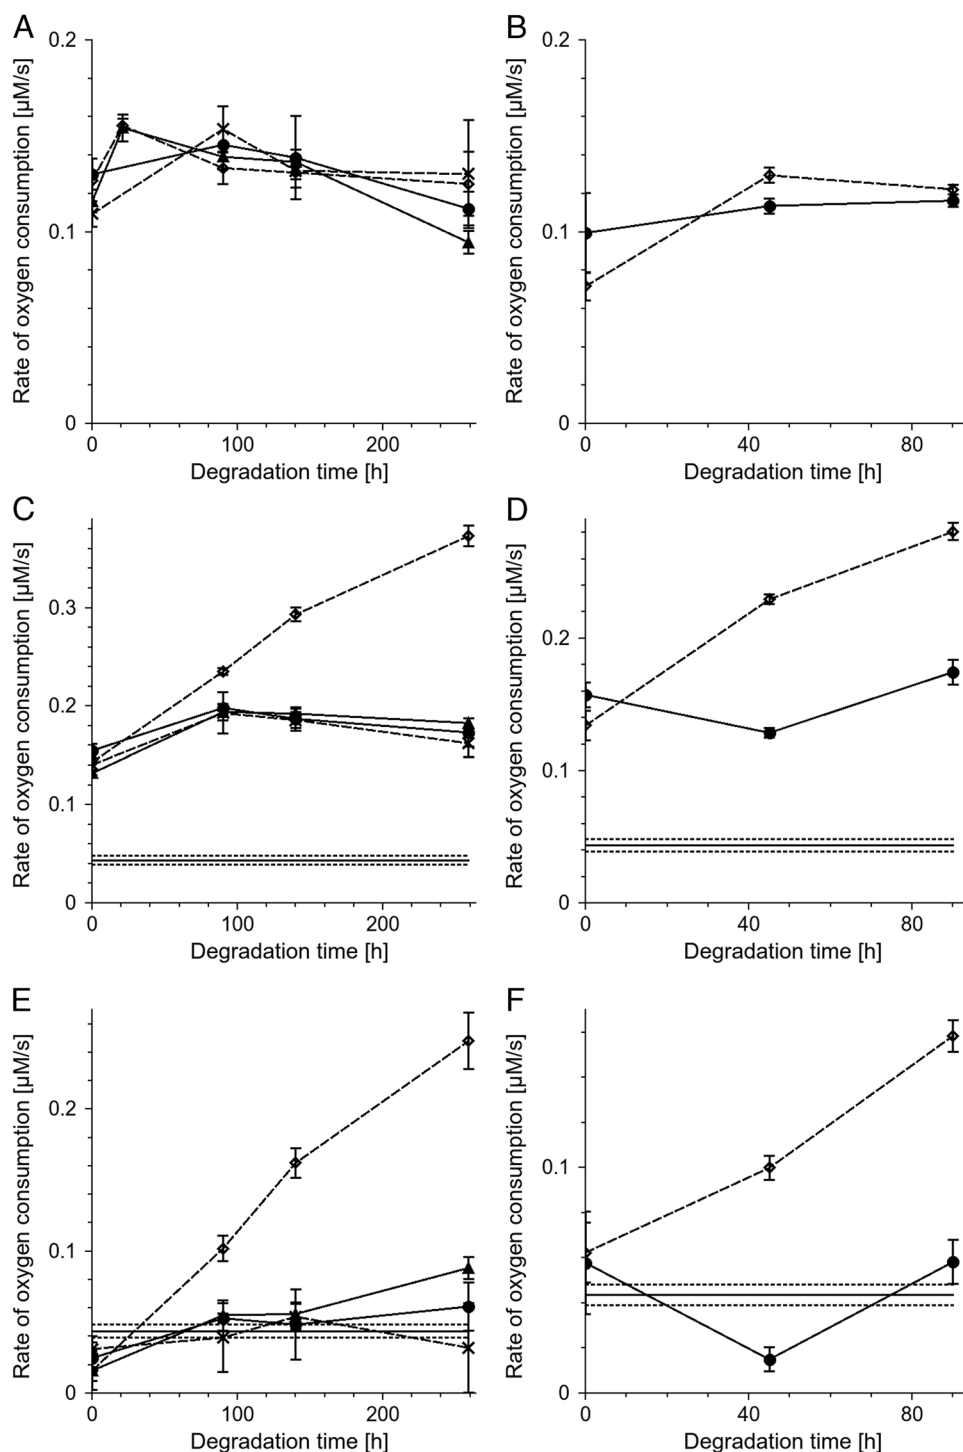 A
B
0.2
0.1
0
Rate of oxygen consumption [µM/s]
0 100 200
Degradation time [h]
0.2
0.1
0
Rate of oxygen consumption [µM/s]
0 40 80
Degradation time [h]
C
D
0.3
0.2
0.1
0
Rate of oxygen consumption [µM/s]
0 100 200
Degradation time [h]
0.2
0.1
0
Rate of oxygen consumption [µM/s]
0 40 80
Degradation time [h]
E
F
0.2
0.1
0
Rate of oxygen consumption [µM/s]
0 100 200
Degradation time [h]
0.1
0
Rate of oxygen consumption [µM/s]
0 40 80
Degradation time [h]